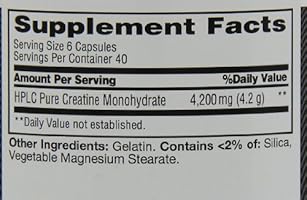 Supplement Facts
Serving Size 6 Capsules
Servings Per Container 40
Amount Per Serving %Daily Value
HPLC Pure Creatine Monohydrate 4,200 mg (4.2 g) **
**Daily Value not established.
Other Ingredients: Gelatin. Contains <2% of: Silica,
Vegetable Magnesium Stearate.